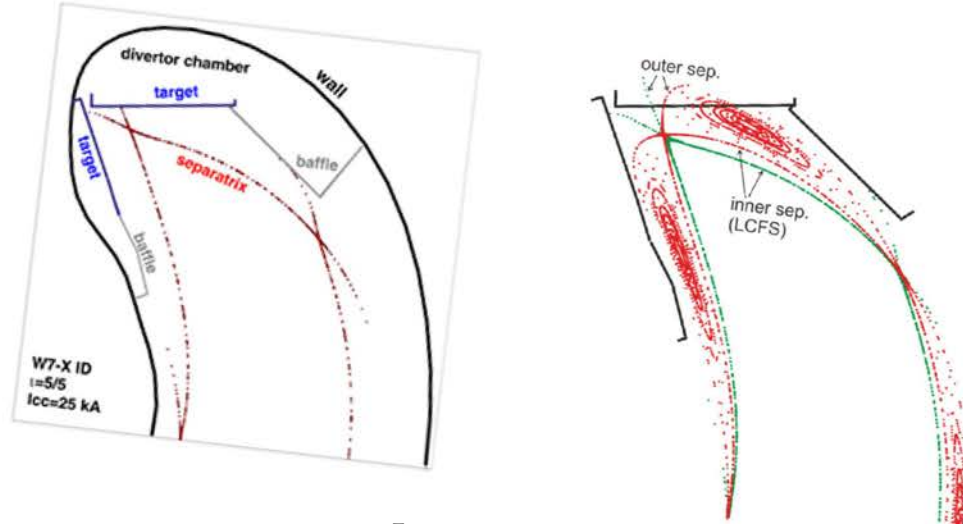 divertor chamber
wall
target
target
baffle
separatrix
baffle
W7-X ID
ι=5/5
Icc=25 kA
outer sep.
inner sep.
(LCFS)